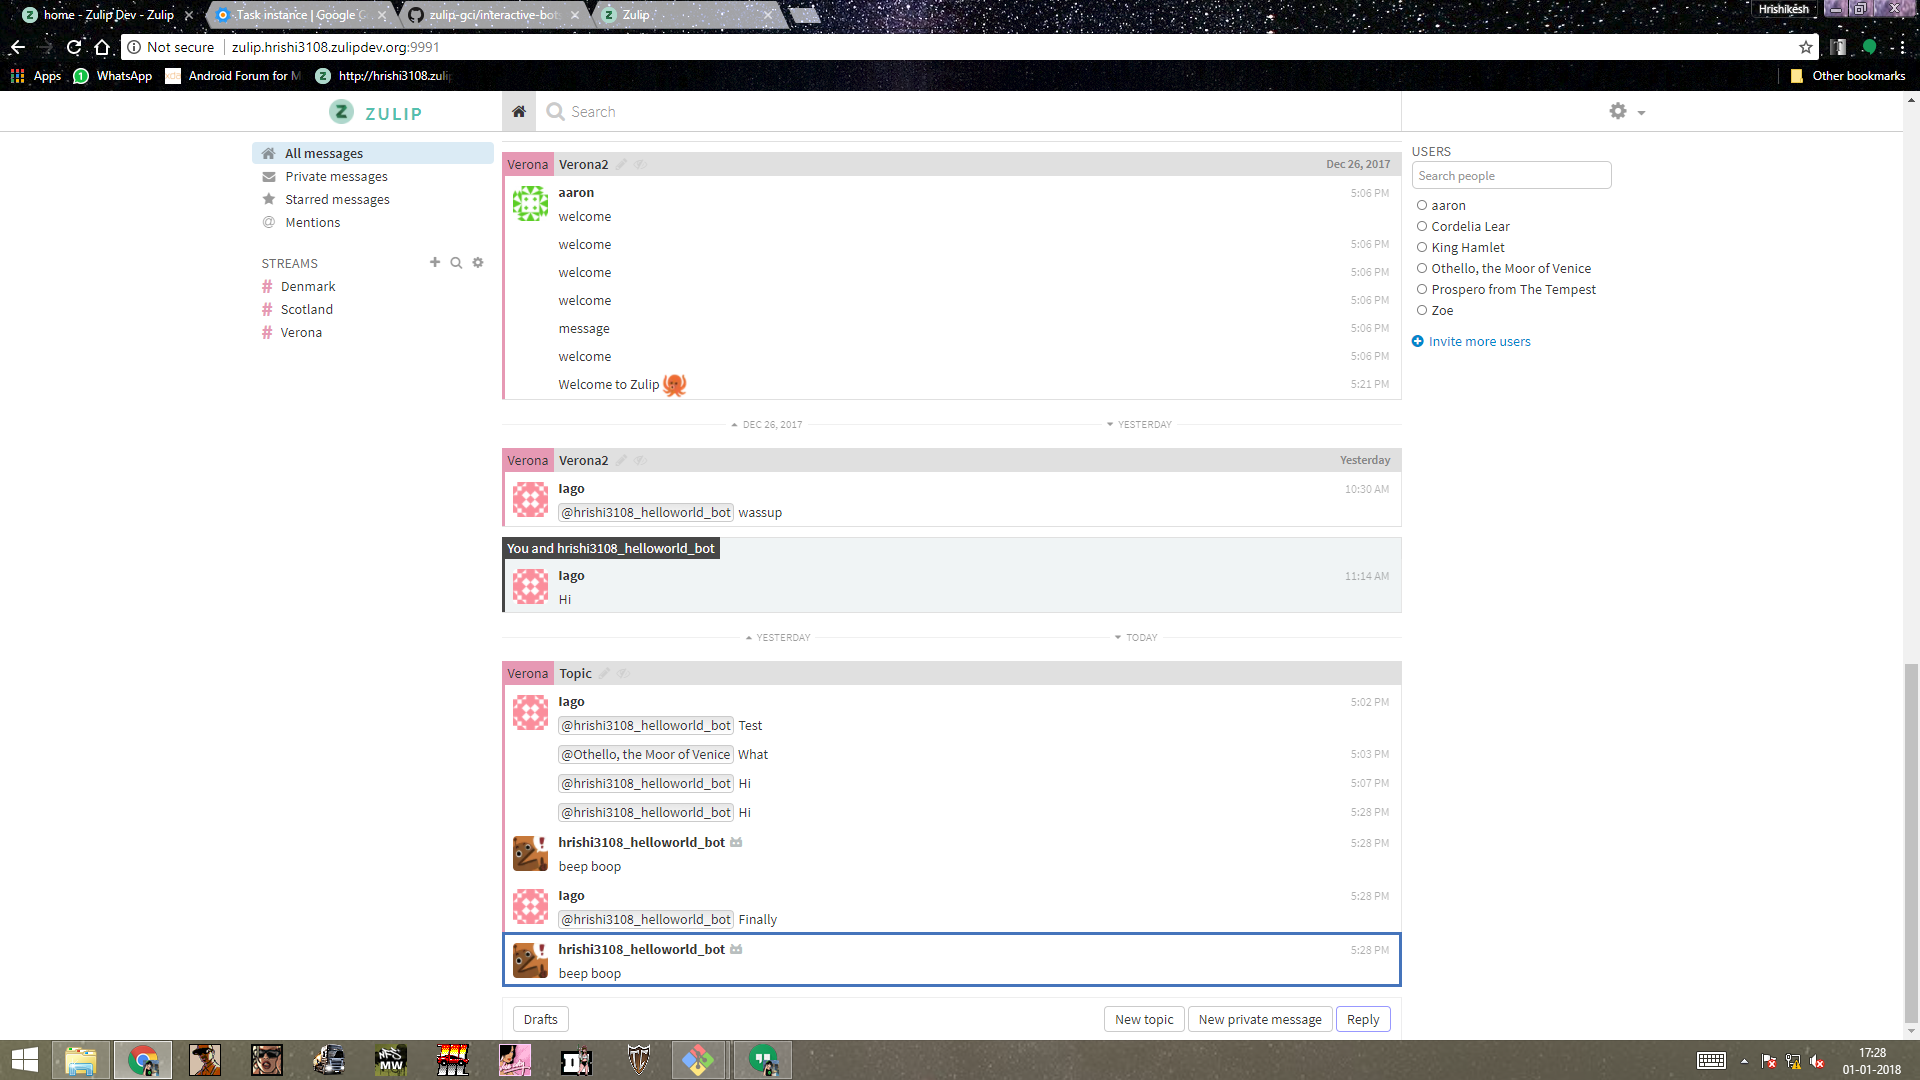 home - Zulip Dev - Zulip
Task instance | Google C
zulip-gci/interactive-bot
Zulip
Hrishikesh
Not secure
zulip.hrishi3108.zulipdev.org:9991
Apps
WhatsApp
Android Forum for M
http://hrishi3108.zuli
Other bookmarks
ZULIP
Search
All messages
Private messages
Starred messages
Mentions
STREAMS
# Denmark
# Scotland
# Verona
Verona Verona2 Dec 26, 2017
aaron 5:06 PM
welcome
welcome 5:06 PM
welcome 5:06 PM
welcome 5:06 PM
message 5:06 PM
welcome 5:06 PM
Welcome to Zulip 5:21 PM
DEC 26, 2017 YESTERDAY
Verona Verona2 Yesterday
Iago 10:30 AM
@hrishi3108_helloworld_bot wassup
You and hrishi3108_helloworld_bot
Iago 11:14 AM
Hi
YESTERDAY TODAY
Verona Topic
Iago 5:02 PM
@hrishi3108_helloworld_bot Test
@Othello, the Moor of Venice What 5:03 PM
@hrishi3108_helloworld_bot Hi 5:07 PM
@hrishi3108_helloworld_bot Hi 5:28 PM
hrishi3108_helloworld_bot 5:28 PM
beep boop
Iago 5:28 PM
@hrishi3108_helloworld_bot Finally
hrishi3108_helloworld_bot 5:28 PM
beep boop
Drafts
New topic
New private message
Reply
USERS
Search people
aaron
Cordelia Lear
King Hamlet
Othello, the Moor of Venice
Prospero from The Tempest
Zoe
Invite more users
NFS
MW
17:28
01-01-2018